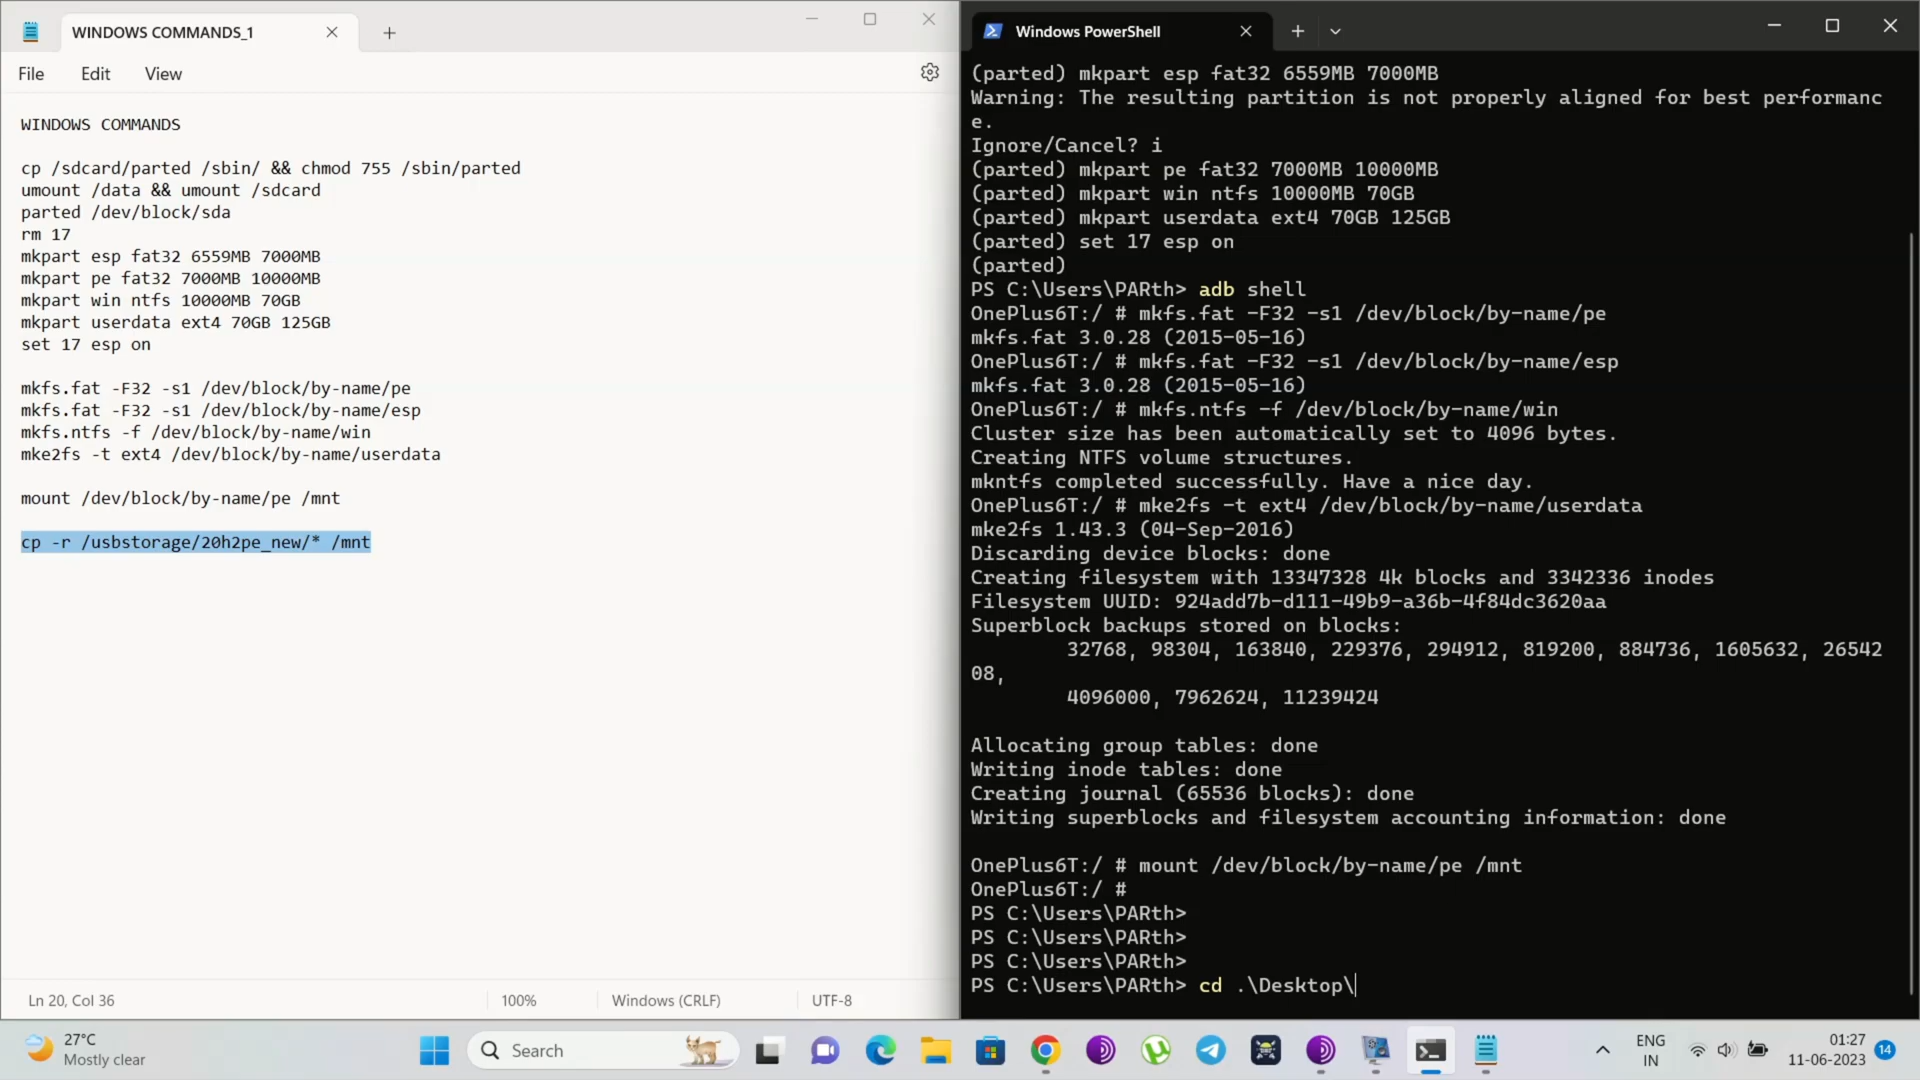 WINDOWS COMMANDS_1
File Edit View
WINDOWS COMMANDS
cp /sdcard/parted /sbin/ && chmod 755 /sbin/parted
umount /data && umount /sdcard
parted /dev/block/sda
rm 17
mkpart esp fat32 6559MB 7000MB
mkpart pe fat32 7000MB 10000MB
mkpart win ntfs 10000MB 70GB
mkpart userdata ext4 70GB 125GB
set 17 esp on
mkfs.fat -F32 -s1 /dev/block/by-name/pe
mkfs.fat -F32 -s1 /dev/block/by-name/esp
mkfs.ntfs -f /dev/block/by-name/win
mke2fs -t ext4 /dev/block/by-name/userdata
mount /dev/block/by-name/pe /mnt
cp -r /usbstorage/20h2pe_new/* /mnt
Ln 20, Col 36 100% Windows (CRLF) UTF-8
Windows PowerShell
(parted) mkpart esp fat32 6559MB 7000MB
Warning: The resulting partition is not properly aligned for best performanc
e.
Ignore/Cancel? i
(parted) mkpart pe fat32 7000MB 10000MB
(parted) mkpart win ntfs 10000MB 70GB
(parted) mkpart userdata ext4 70GB 125GB
(parted) set 17 esp on
(parted)
PS C:\Users\PARth> adb shell
OnePlus6T:/ # mkfs.fat -F32 -s1 /dev/block/by-name/pe
mkfs.fat 3.0.28 (2015-05-16)
OnePlus6T:/ # mkfs.fat -F32 -s1 /dev/block/by-name/esp
mkfs.fat 3.0.28 (2015-05-16)
OnePlus6T:/ # mkfs.ntfs -f /dev/block/by-name/win
Cluster size has been automatically set to 4096 bytes.
Creating NTFS volume structures.
mkntfs completed successfully. Have a nice day.
OnePlus6T:/ # mke2fs -t ext4 /dev/block/by-name/userdata
mke2fs 1.43.3 (04-Sep-2016)
Discarding device blocks: done
Creating filesystem with 13347328 4k blocks and 3342336 inodes
Filesystem UUID: 924add7b-d111-49b9-a36b-4f84dc3620aa
Superblock backups stored on blocks:
32768, 98304, 163840, 229376, 294912, 819200, 884736, 1605632, 26542
08,
4096000, 7962624, 11239424
Allocating group tables: done
Writing inode tables: done
Creating journal (65536 blocks): done
Writing superblocks and filesystem accounting information: done
OnePlus6T:/ # mount /dev/block/by-name/pe /mnt
OnePlus6T:/ #
PS C:\Users\PARth>
PS C:\Users\PARth>
PS C:\Users\PARth>
PS C:\Users\PARth> cd .\Desktop\
27°C
Mostly clear
Search
ENG
IN
01:27
11-06-2023
14